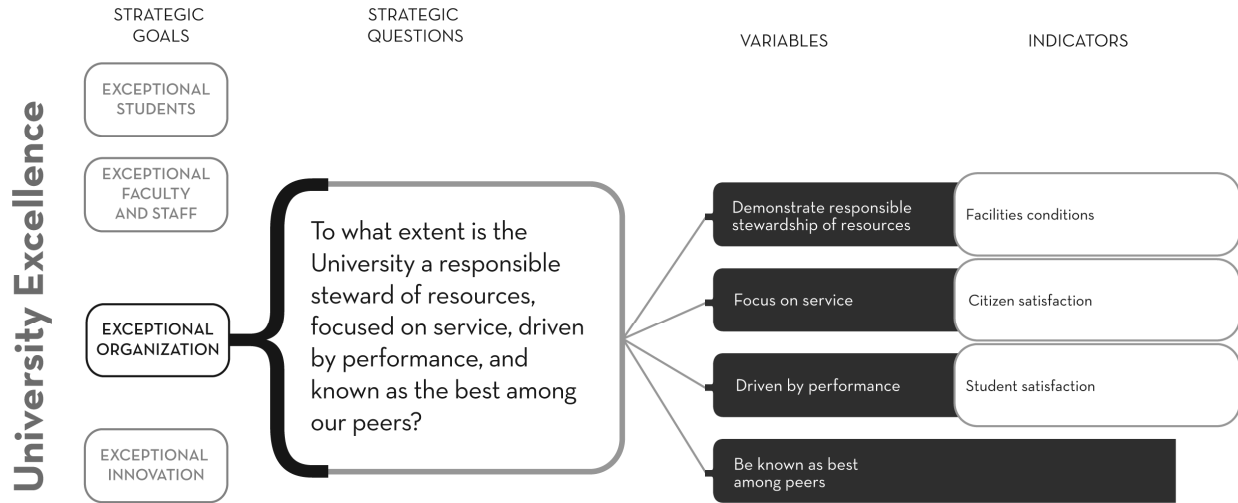 STRATEGIC
GOALS
STRATEGIC
QUESTIONS
VARIABLES
INDICATORS
University Excellence
EXCEPTIONAL
STUDENTS
EXCEPTIONAL
FACULTY
AND STAFF
EXCEPTIONAL
ORGANIZATION
EXCEPTIONAL
INNOVATION
To what extent is the
University a responsible
steward of resources,
focused on service, driven
by performance, and
known as the best among
our peers?
Demonstrate responsible
stewardship of resources
Facilities conditions
Focus on service
Citizen satisfaction
Driven by performance
Student satisfaction
Be known as best
among peers